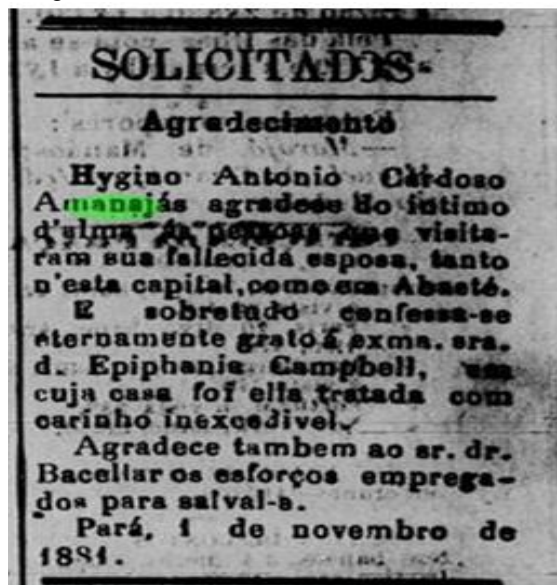 SOLICITADOS
Agradecimento
Hygino Antonio Cardoso
Amanajás agradece do intimo
d'alma ás pessoas que visita-
ram sua fallecida esposa, tanto
n'esta capital, como em Abaeté.
E sobretudo confessa-se
eternamente grato á exma. sra.
d. Epiphania Campbell, em
cuja casa foi ella tratada com
carinho inexcedivel.
Agradece tambem ao sr. dr.
Bacellar os esforços emprega-
dos para salval-a.
Pará, 1 de novembro de
1881.